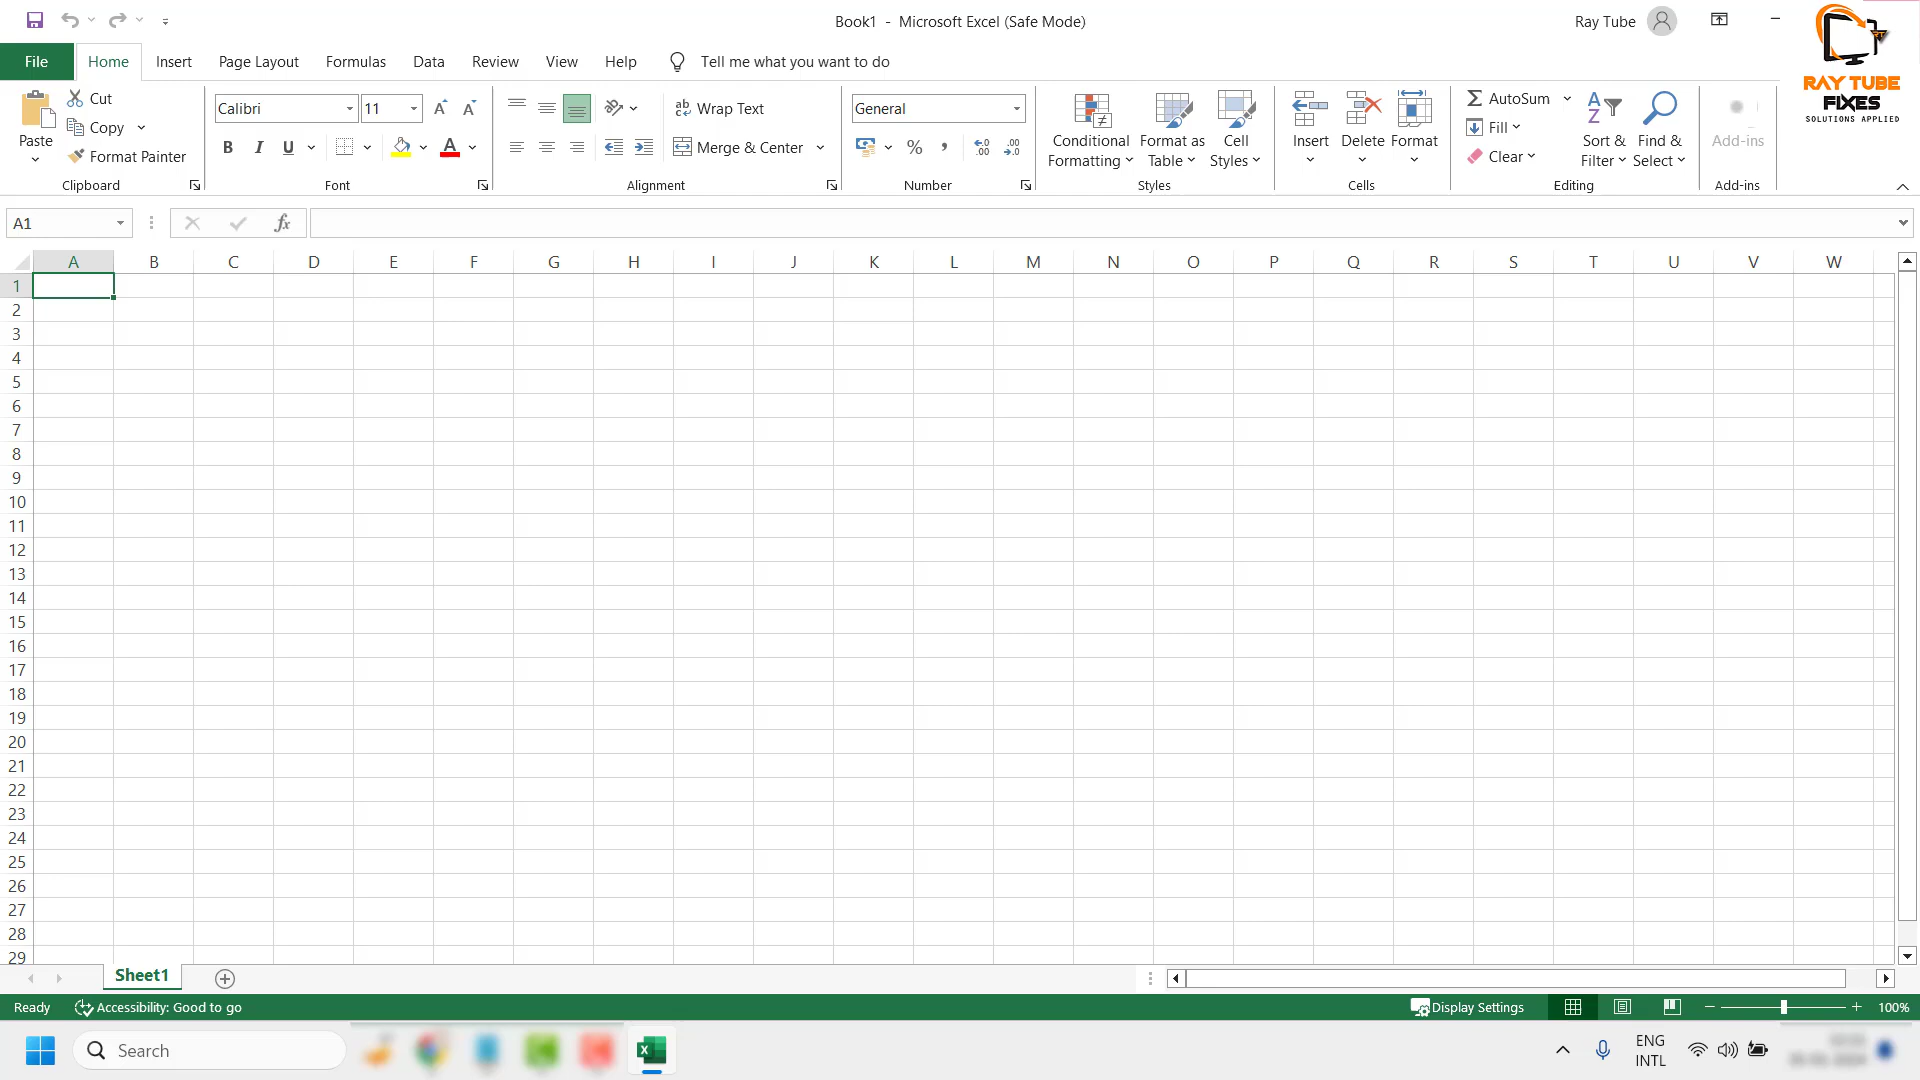 Book1 - Microsoft Excel (Safe Mode)
Ray Tube
RAY TUBE
FIXES
SOLUTIONS APPLIED
File Home Insert Page Layout Formulas Data Review View Help Tell me what you want to do
Paste
Cut
Copy
Format Painter
Clipboard
Calibri 11
B I U A
Font
Wrap Text
Merge & Center
Alignment
General
% ,
Number
Conditional
Formatting
Format as
Table
Cell
Styles
Styles
Insert
Delete
Format
Cells
AutoSum
Fill
Clear
Sort &
Filter
Find &
Select
Editing
Add-ins
Add-ins
A1
fx
A B C D E F G H I J K L M N O P Q R S T U V W
1
2
3
4
5
6
7
8
9
10
11
12
13
14
15
16
17
18
19
20
21
22
23
24
25
26
27
28
29
Sheet1
Ready Accessibility: Good to go Display Settings 100%
Search
ENG
INTL